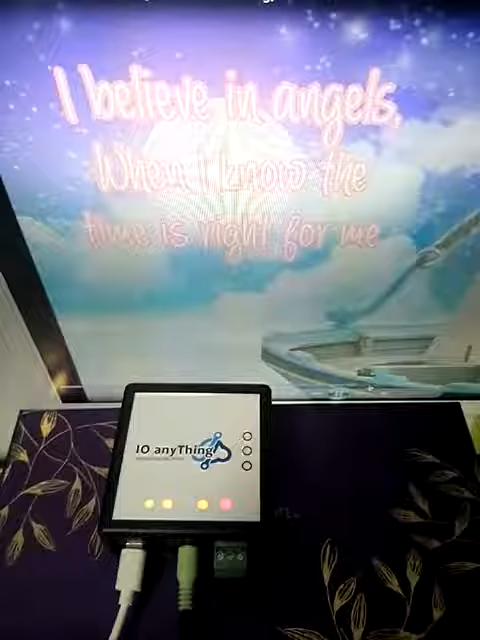 I believe in angels,
When I know the
time is right for me
IO anyThing